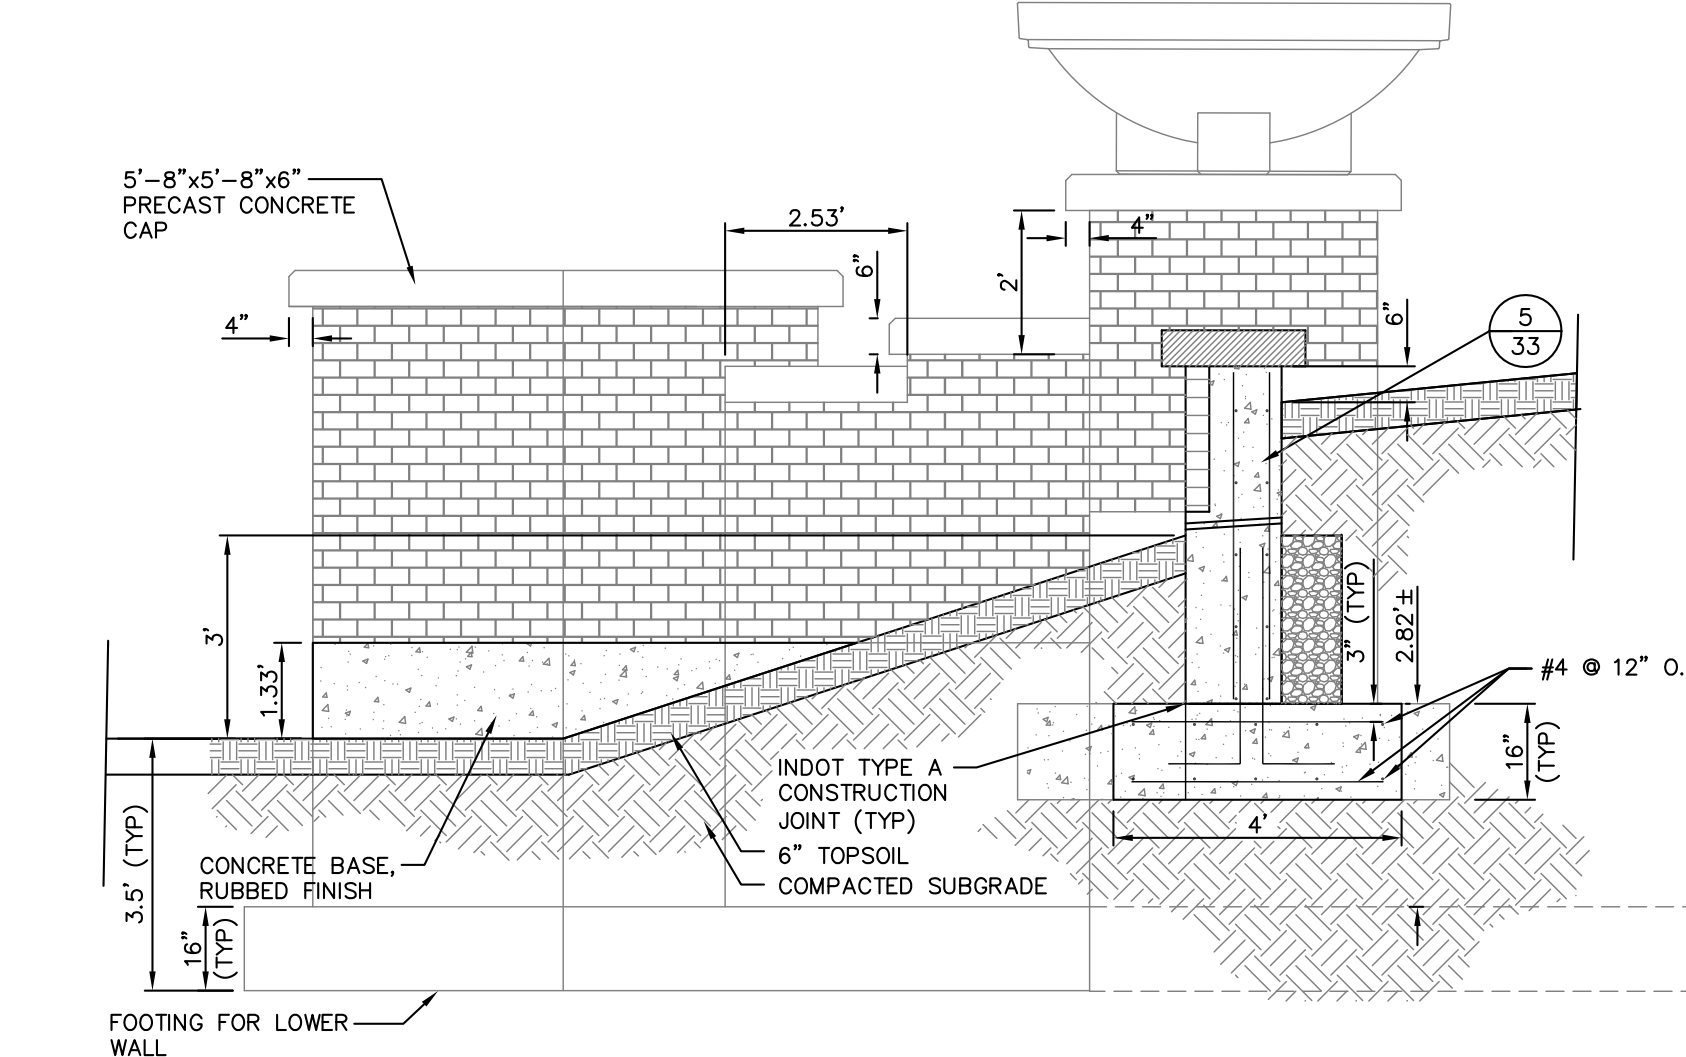 5'-8"x5'-8"x6"
PRECAST CONCRETE
CAP
2.53'
4"
6"
2'
4"
6"
5
33
3'
1.33'
3" (TYP)
2.82'±
#4 @ 12" O.
16"
(TYP)
INDOT TYPE A
CONSTRUCTION
JOINT (TYP)
4'
6" TOPSOIL
COMPACTED SUBGRADE
CONCRETE BASE,
RUBBED FINISH
3.5' (TYP)
16"
(TYP)
FOOTING FOR LOWER
WALL